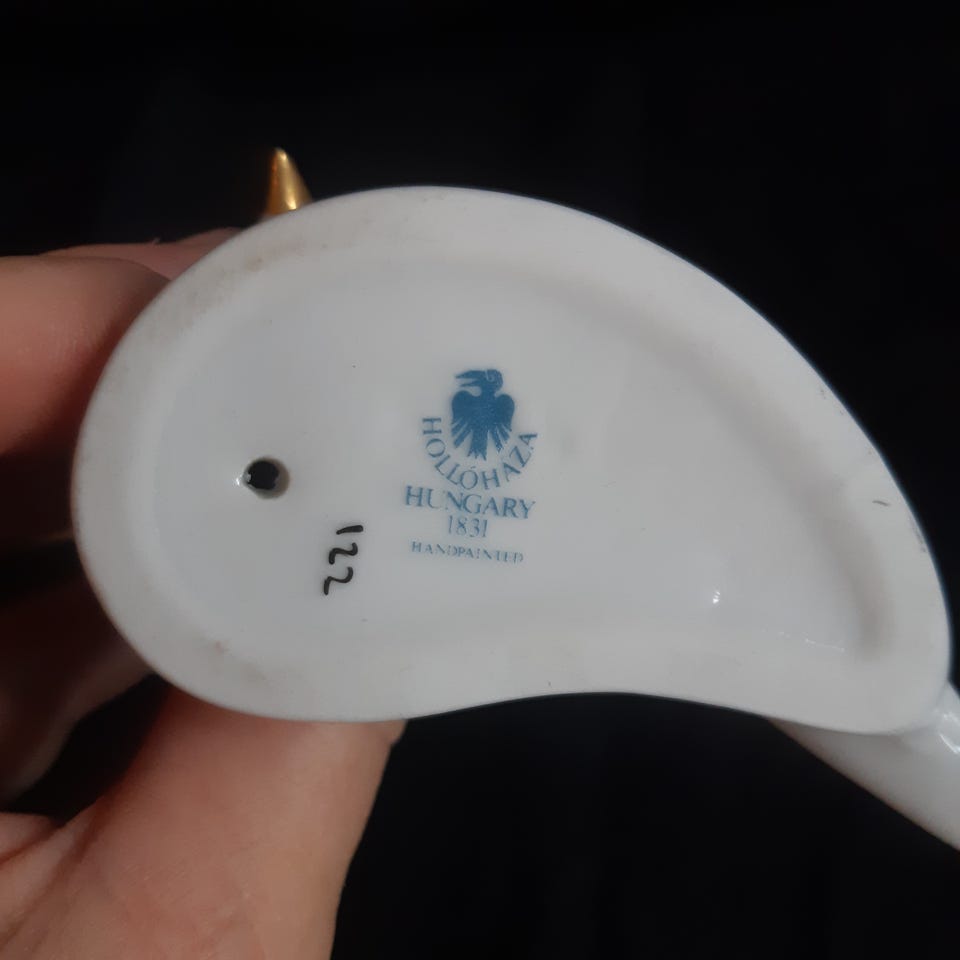 HOLLÓHÁZA
HUNGARY
1831
HANDPAINTED
122